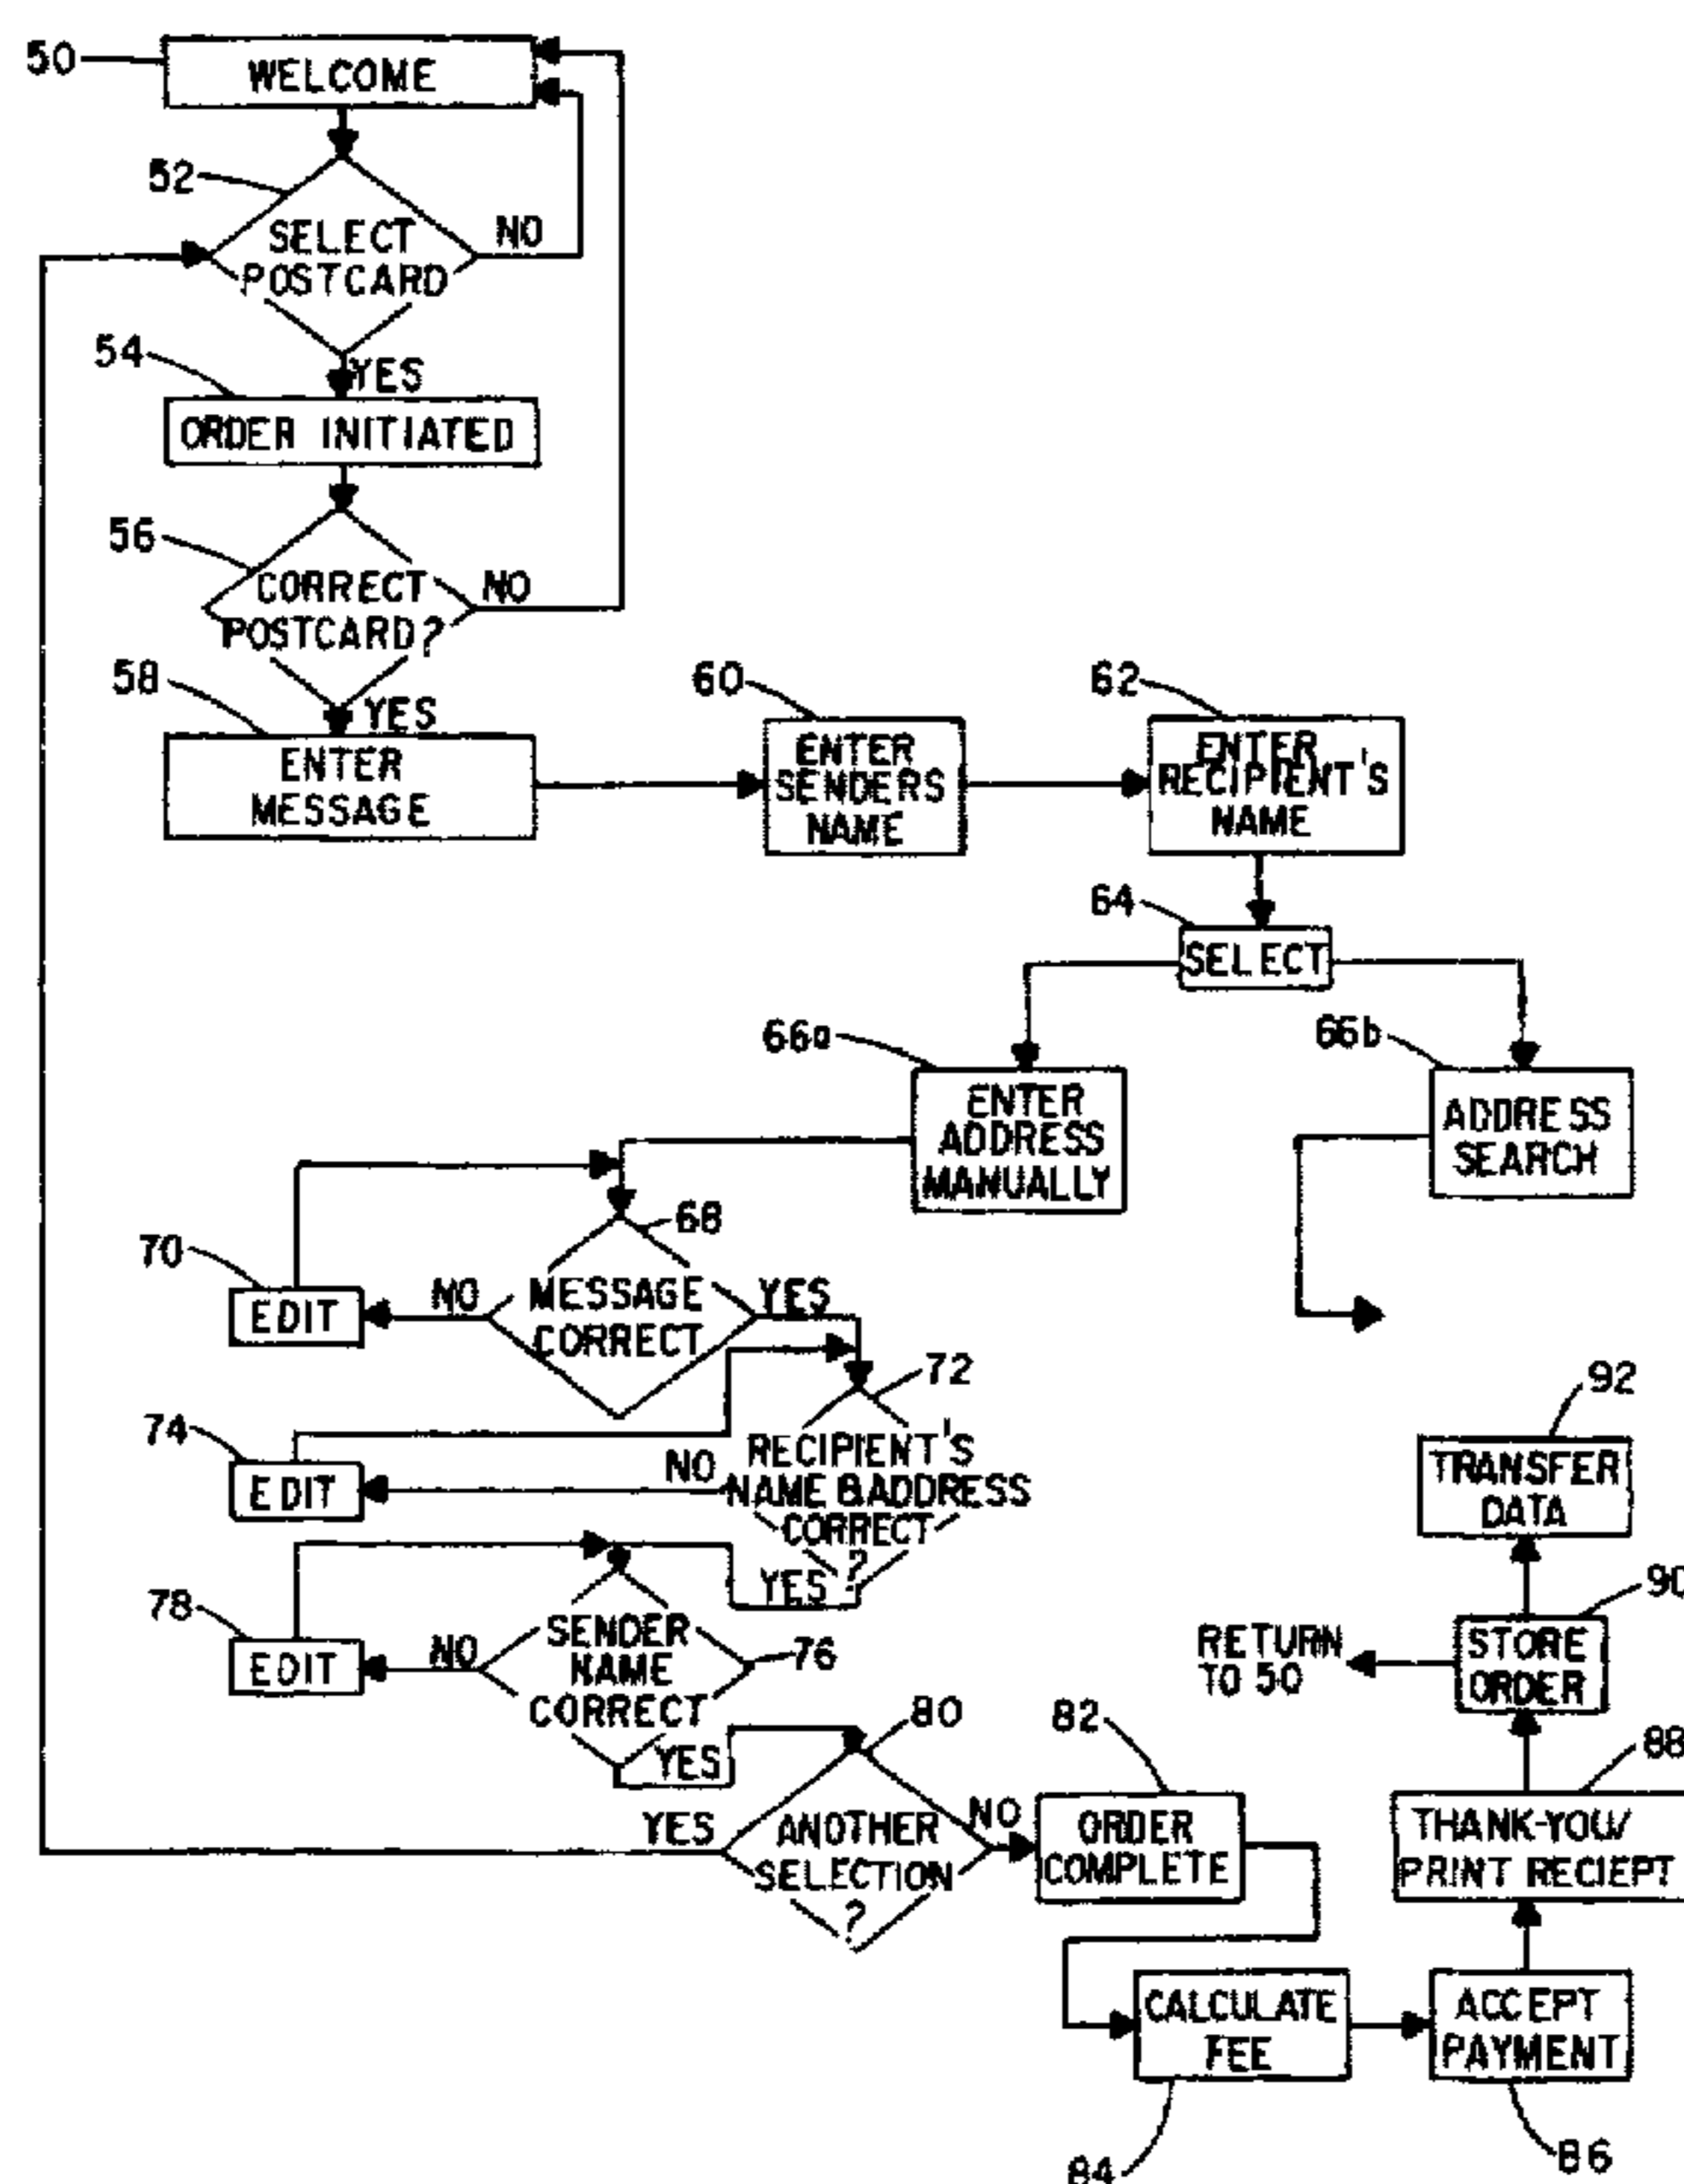 50
WELCOME
52
SELECT
POSTCARD
NO
54
YES
ORDER INITIATED
56
CORRECT
POSTCARD?
NO
58
YES
ENTER
MESSAGE
60
ENTER
SENDERS
NAME
62
ENTER
RECIPIENT'S
NAME
64
SELECT
66a
ENTER
ADDRESS
MANUALLY
66b
ADDRESS
SEARCH
68
MESSAGE
CORRECT
NO
YES
70
EDIT
72
RECIPIENT'S
NAME & ADDRESS
CORRECT
?
NO
YES
74
EDIT
76
SENDER
NAME
CORRECT
NO
YES
78
EDIT
80
ANOTHER
SELECTION
?
YES
NO
82
ORDER
COMPLETE
84
CALCULATE
FEE
86
ACCEPT
PAYMENT
88
THANK-YOU/
PRINT RECIEPT
90
STORE
ORDER
RETURN
TO 50
92
TRANSFER
DATA